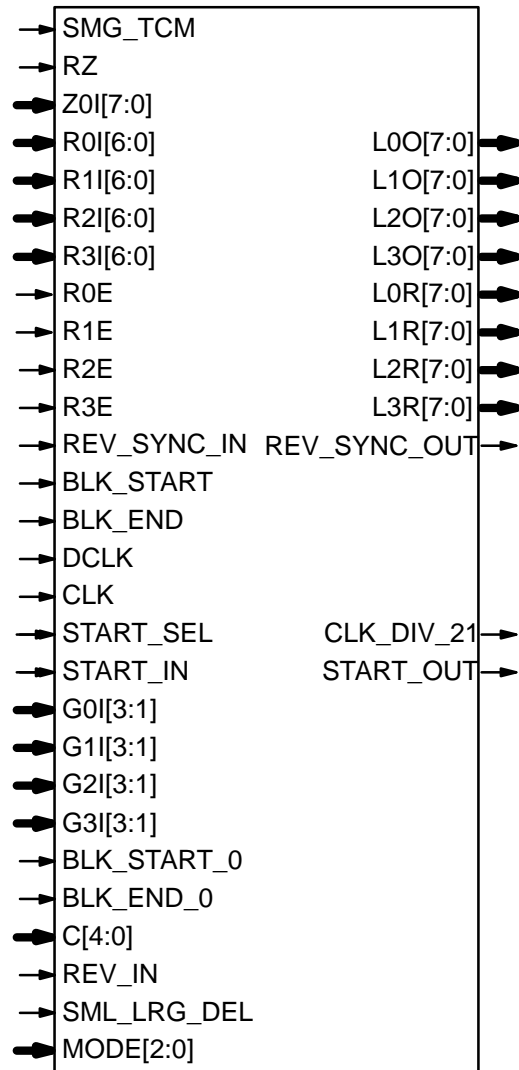 SMG_TCM
RZ
Z0I[7:0]
R0I[6:0] L0O[7:0]
R1I[6:0] L1O[7:0]
R2I[6:0] L2O[7:0]
R3I[6:0] L3O[7:0]
R0E L0R[7:0]
R1E L1R[7:0]
R2E L2R[7:0]
R3E L3R[7:0]
REV_SYNC_IN REV_SYNC_OUT
BLK_START
BLK_END
DCLK
CLK
START_SEL CLK_DIV_21
START_IN START_OUT
G0I[3:1]
G1I[3:1]
G2I[3:1]
G3I[3:1]
BLK_START_0
BLK_END_0
C[4:0]
REV_IN
SML_LRG_DEL
MODE[2:0]